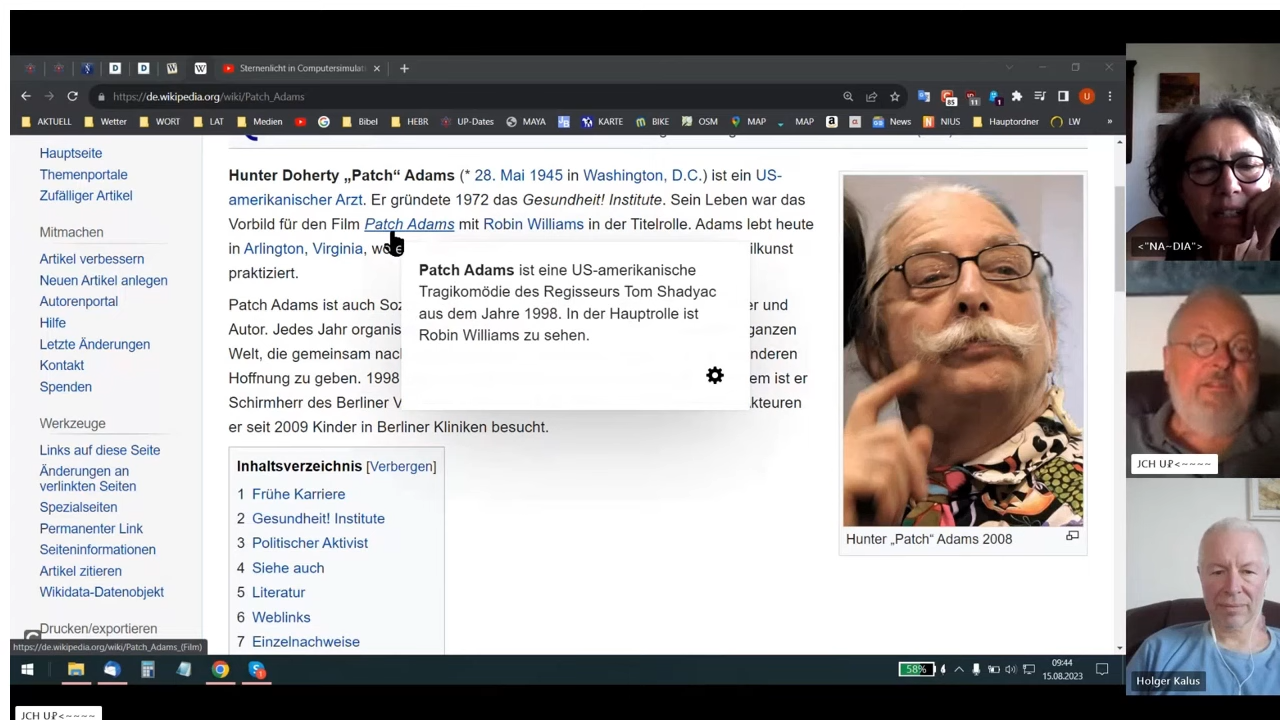 Sternenlicht in Computersimulat
https://de.wikipedia.org/wiki/Patch_Adams
85
11
1
u
AKTUELL
Wetter
WORT
LAT
Medien
Bibel
HEBR
UP-Dates
MAYA
KARTE
BIKE
OSM
MAP
MAP
News
NIUS
Hauptordner
LW
Hauptseite
Themenportale
Zufälliger Artikel
Mitmachen
Artikel verbessern
Neuen Artikel anlegen
Autorenportal
Hilfe
Letzte Änderungen
Kontakt
Spenden
Werkzeuge
Links auf diese Seite
Änderungen an
verlinkten Seiten
Spezialseiten
Permanenter Link
Seiteninformationen
Artikel zitieren
Wikidata-Datenobjekt
Drucken/exportieren
https://de.wikipedia.org/wiki/Patch_Adams_(Film)
Hunter Doherty „Patch“ Adams (* 28. Mai 1945 in Washington, D.C.) ist ein US-
amerikanischer Arzt. Er gründete 1972 das Gesundheit! Institute. Sein Leben war das
Vorbild für den Film Patch Adams mit Robin Williams in der Titelrolle. Adams lebt heute
in Arlington, Virginia, ilkunst
praktiziert.
Patch Adams ist auch Soz r und
Autor. Jedes Jahr organis ganzen
Welt, die gemeinsam nac nderen
Hoffnung zu geben. 1998 em ist er
Schirmherr des Berliner V akteuren
er seit 2009 Kinder in Berliner Kliniken besucht.
Patch Adams ist eine US-amerikanische
Tragikomödie des Regisseurs Tom Shadyac
aus dem Jahre 1998. In der Hauptrolle ist
Robin Williams zu sehen.
Inhaltsverzeichnis [Verbergen]
1 Frühe Karriere
2 Gesundheit! Institute
3 Politischer Aktivist
4 Siehe auch
5 Literatur
6 Weblinks
7 Einzelnachweise
Hunter „Patch“ Adams 2008
<"NA~DIA">
JCH UP<~~~~
Holger Kalus
58%
09:44
15.08.2023
JCH UP<~~~~